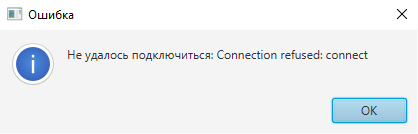 Ошибка
Не удалось подключиться: Connection refused: connect
OK